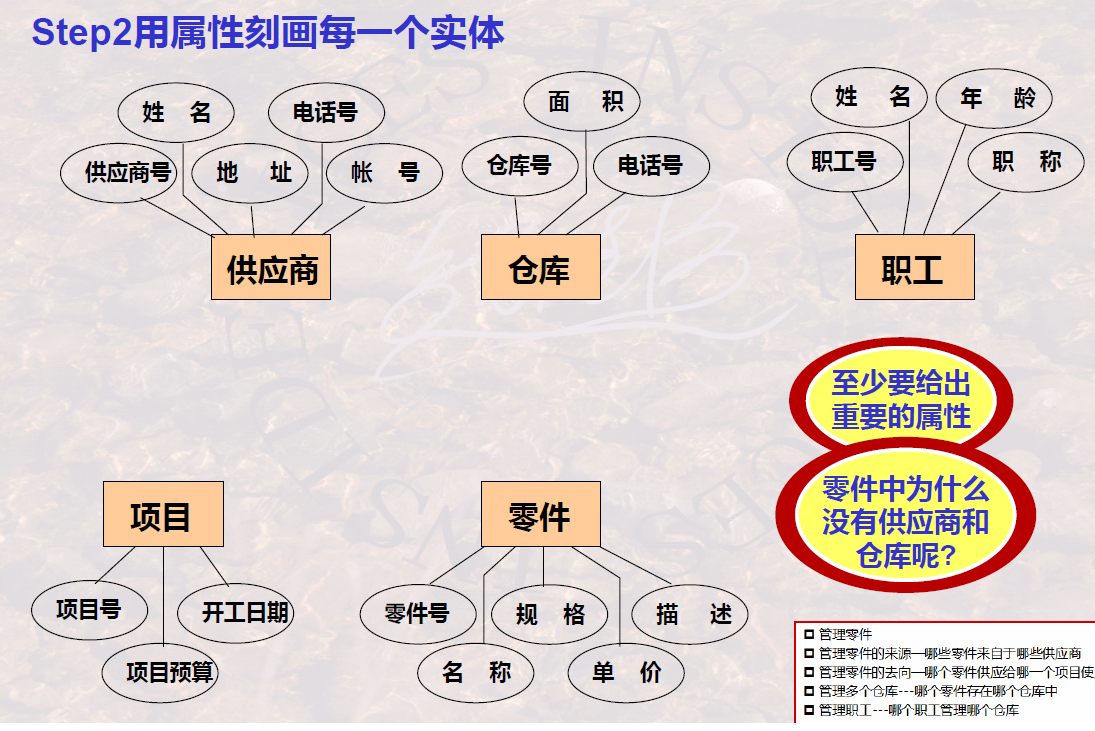 Step2用属性刻画每一个实体
姓 名
电话号
供应商号
地 址
帐 号
供应商
面 积
仓库号
电话号
仓库
姓 名
年 龄
职工号
职 称
职工
至少要给出
重要的属性
零件中为什么
没有供应商和
仓库呢?
项目
项目号
开工日期
项目预算
零件
零件号
规 格
描 述
名 称
单 价
管理零件
管理零件的来源—哪些零件来自于哪些供应商
管理零件的去向—哪个零件供应给哪一个项目使
管理多个仓库---哪个零件存在哪个仓库中
管理职工---哪个职工管理哪个仓库